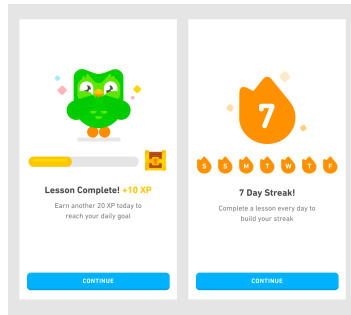 Lesson Complete! +10 XP
Earn another 20 XP today to
reach your daily goal
CONTINUE
7
S S M T W T F
7 Day Streak!
Complete a lesson every day to
build your streak
CONTINUE